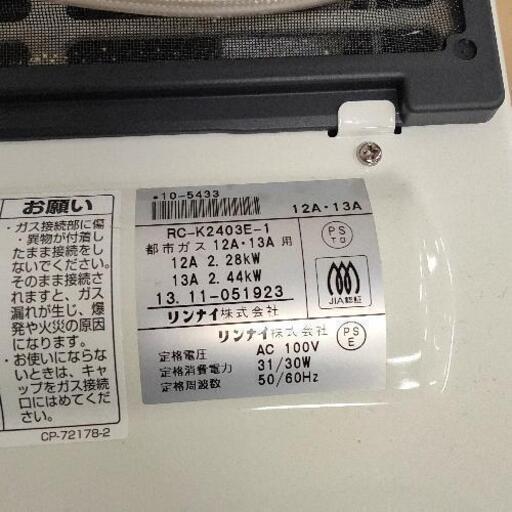 お願い
・ガス接続部に傷
・異物が付着し
たまま接続をし
ないでください。
そのまま接続さ
れますと、ガス
漏れが生じ、爆
発や火災の原因
になります。
・お使いにならな
いときは、キャ
ップをガス接続
口にはめてくだ
さい。
CP-72178-2
*10-5433
12A・13A
RC-K2403E-1
都市ガス 12A・13A 用
12A 2.28kW
13A 2.44kW
13. 11-051923
リンナイ株式会社
PS
TG
JIA認証
リンナイ株式会社
PS
E
定格電圧 AC 100V
定格消費電力 31/30W
定格周波数 50/60Hz